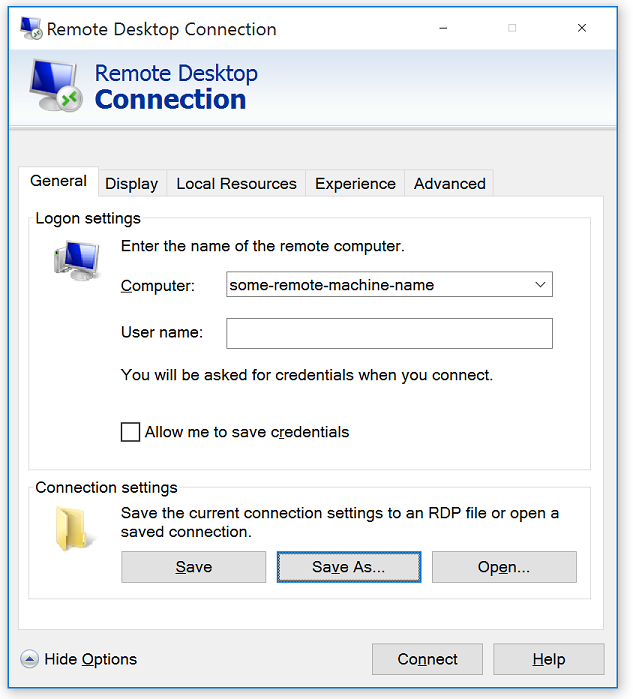 Remote Desktop Connection
Remote Desktop
Connection
General
Display
Local Resources
Experience
Advanced
Logon settings
Enter the name of the remote computer.
Computer:
some-remote-machine-name
User name:
You will be asked for credentials when you connect.
Allow me to save credentials
Connection settings
Save the current connection settings to an RDP file or open a
saved connection.
Save
Save As...
Open...
Hide Options
Connect
Help